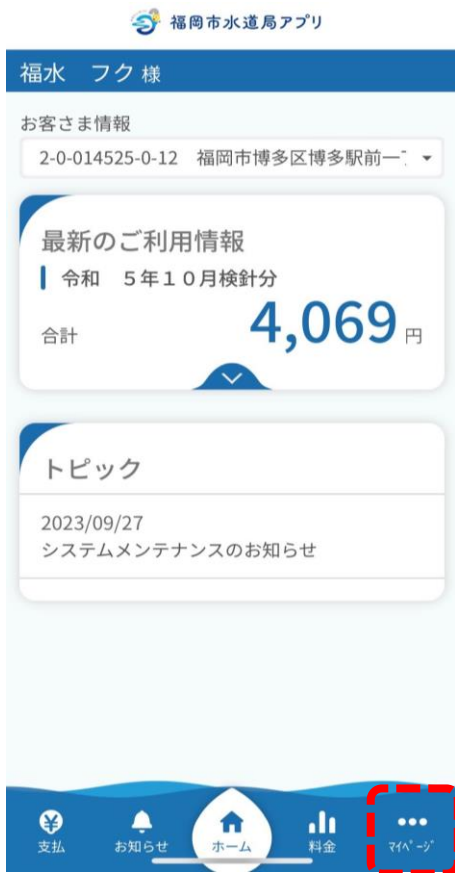 福岡市水道局アプリ
福水　フク 様
お客さま情報
2-0-014525-0-12　福岡市博多区博多駅前一
最新のご利用情報
令和　５年１０月検針分
合計 4,069 円
トピック
2023/09/27
システムメンテナンスのお知らせ
支払 お知らせ ホーム 料金 ﾏｲﾍﾟｰｼﾞ